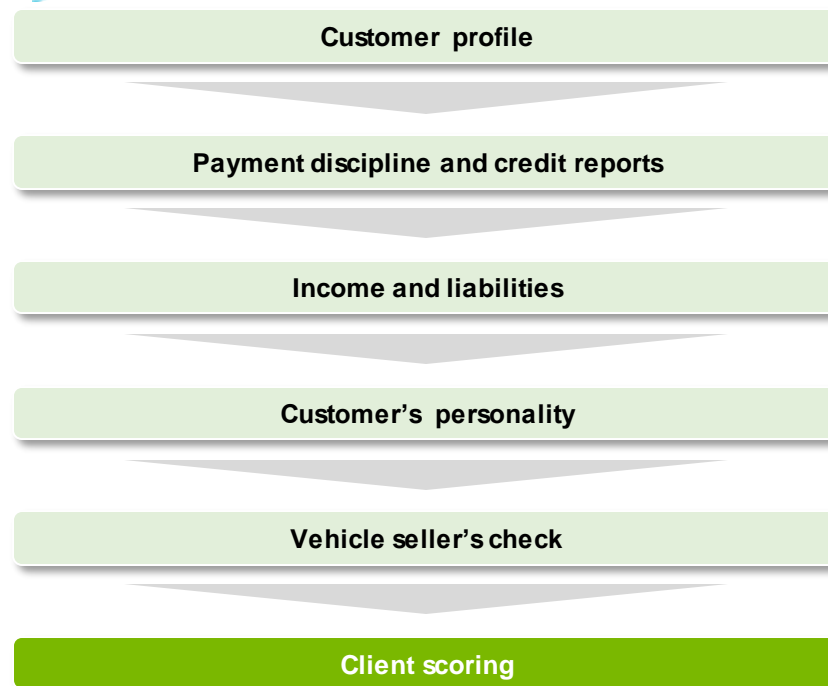 Customer profile
Payment discipline and credit reports
Income and liabilities
Customer’s personality
Vehicle seller’s check
Client scoring